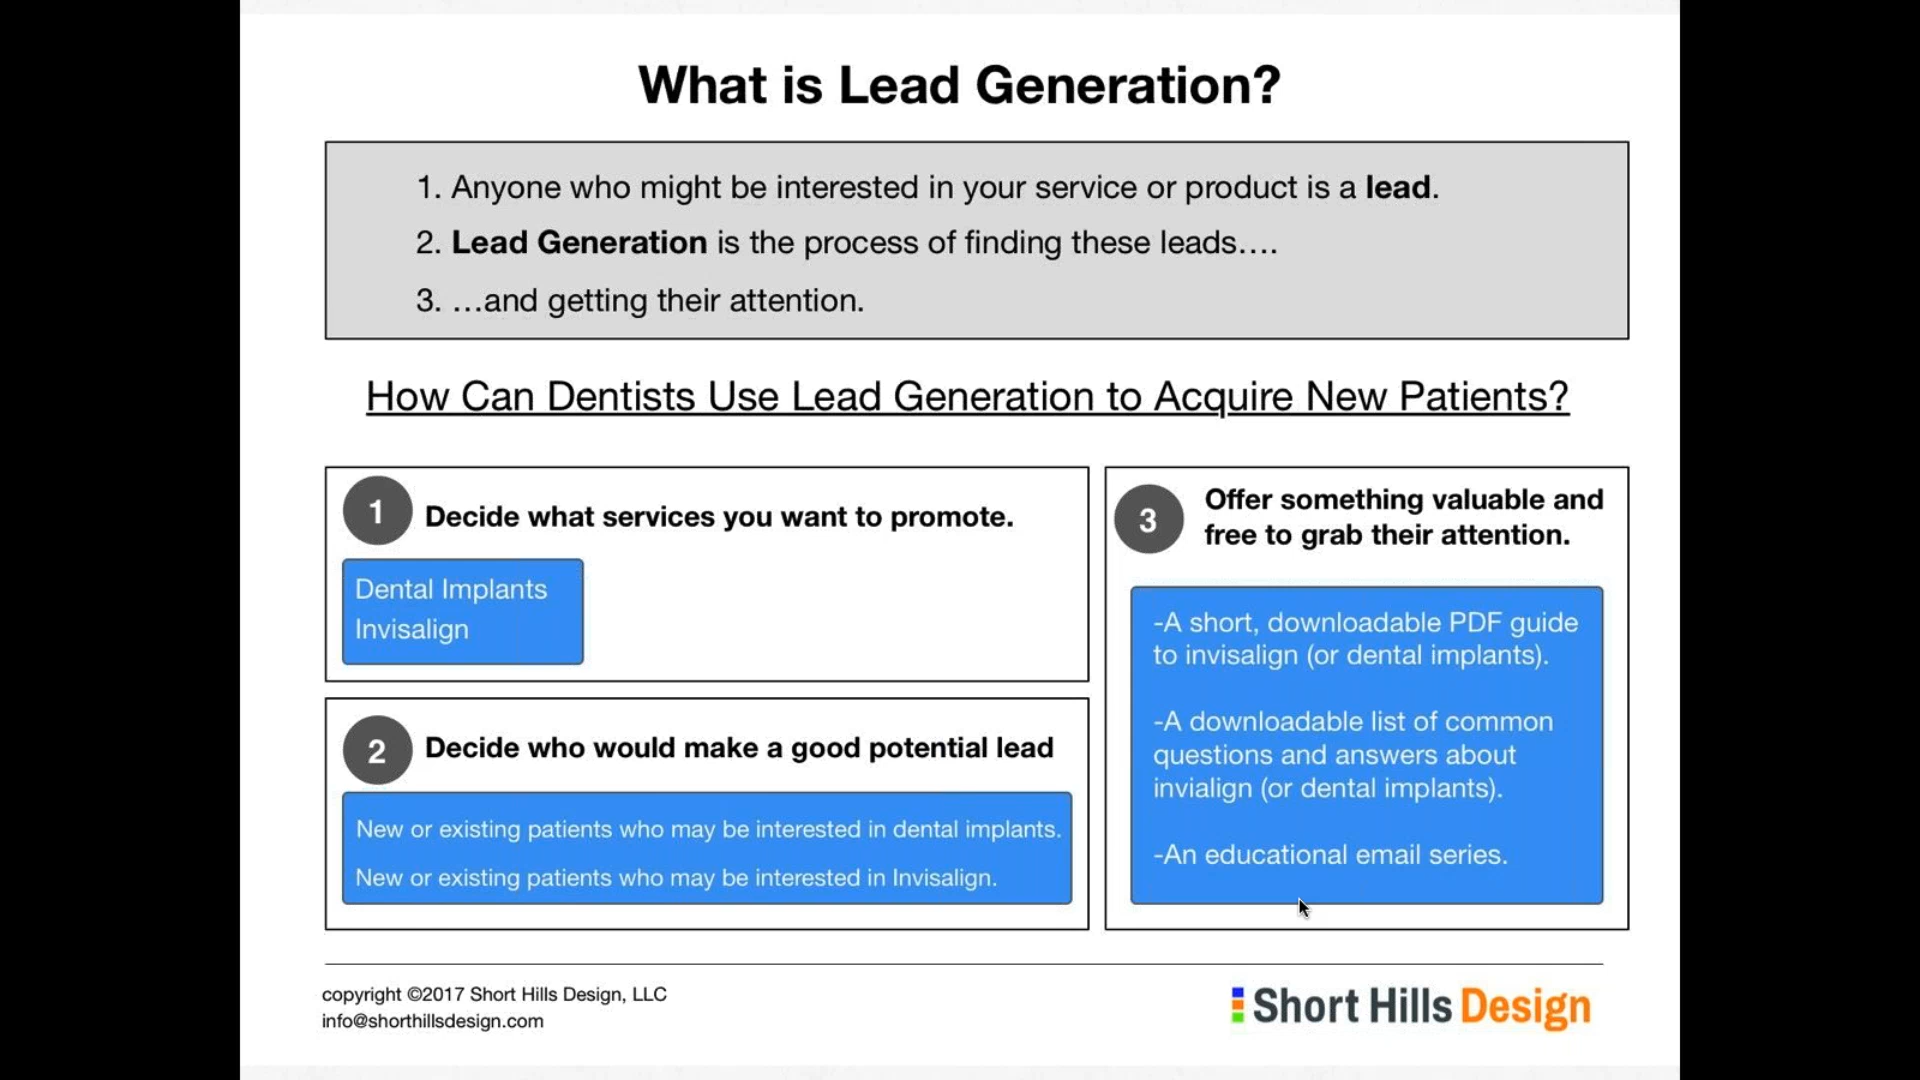 What is Lead Generation?
1. Anyone who might be interested in your service or product is a lead.
2. Lead Generation is the process of finding these leads….
3. …and getting their attention.
How Can Dentists Use Lead Generation to Acquire New Patients?
1
Decide what services you want to promote.
Dental Implants
Invisalign
2
Decide who would make a good potential lead
New or existing patients who may be interested in dental implants.
New or existing patients who may be interested in Invisalign.
3
Offer something valuable and
free to grab their attention.
-A short, downloadable PDF guide
to invisalign (or dental implants).
-A downloadable list of common
questions and answers about
invialign (or dental implants).
-An educational email series.
copyright ©2017 Short Hills Design, LLC
info@shorthillsdesign.com
Short Hills Design